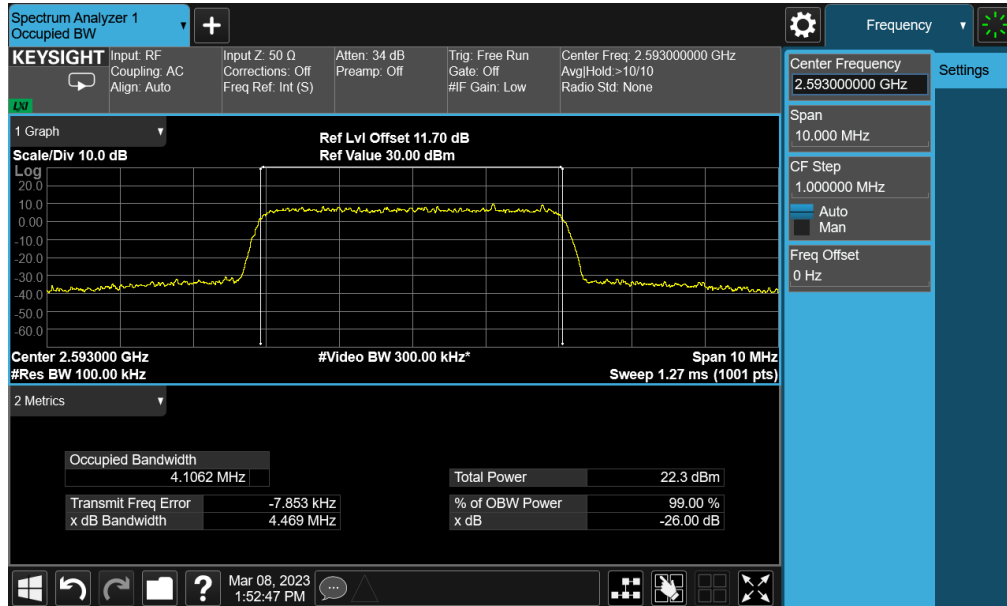 Spectrum Analyzer 1
Occupied BW
Frequency
KEYSIGHT
LXI
Input: RF
Coupling: AC
Align: Auto
Input Z: 50 Ω
Corrections: Off
Freq Ref: Int (S)
Atten: 34 dB
Preamp: Off
Trig: Free Run
Gate: Off
#IF Gain: Low
Center Freq: 2.593000000 GHz
Avg|Hold:>10/10
Radio Std: None
Center Frequency
2.593000000 GHz
Settings
Span
10.000 MHz
CF Step
1.000000 MHz
Auto
Man
Freq Offset
0 Hz
1 Graph
Scale/Div 10.0 dB
Ref Lvl Offset 11.70 dB
Ref Value 30.00 dBm
Log
20.0
10.0
0.00
-10.0
-20.0
-30.0
-40.0
-50.0
-60.0
Center 2.593000 GHz
#Res BW 100.00 kHz
#Video BW 300.00 kHz*
Span 10 MHz
Sweep 1.27 ms (1001 pts)
2 Metrics
Occupied Bandwidth
4.1062 MHz
Total Power 22.3 dBm
Transmit Freq Error -7.853 kHz
% of OBW Power 99.00 %
x dB Bandwidth 4.469 MHz
x dB -26.00 dB
?
Mar 08, 2023
1:52:47 PM